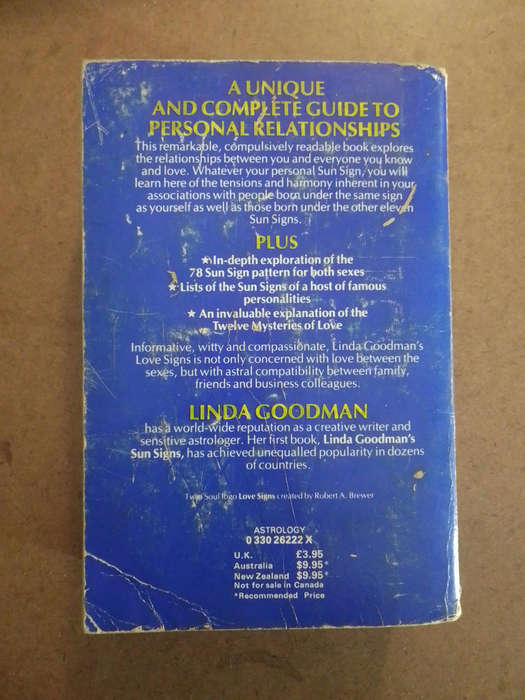 A UNIQUE
AND COMPLETE GUIDE TO
PERSONAL RELATIONSHIPS
This remarkable, compulsively readable book explores
the relationships between you and everyone you know
and love. Whatever your personal Sun Sign, you will
learn here of the tensions and harmony inherent in your
associations with people born under the same sign
as yourself as well as those born under the other eleven
Sun Signs.
PLUS
★ In-depth exploration of the
78 Sun Sign pattern for both sexes
★ Lists of the Sun Signs of a host of famous
personalities
★ An invaluable explanation of the
Twelve Mysteries of Love
Informative, witty and compassionate, Linda Goodman's
Love Signs is not only concerned with love between the
sexes, but with astral compatibility between family,
friends and business colleagues.
LINDA GOODMAN
has a world-wide reputation as a creative writer and
sensitive astrologer. Her first book, Linda Goodman's
Sun Signs, has achieved unequalled popularity in dozens
of countries.
Twin Soul logo Love Signs created by Robert A. Brewer
ASTROLOGY
0 330 26222 X
U.K. £3.95
Australia $9.95*
New Zealand $9.95*
Not for sale in Canada
*Recommended Price